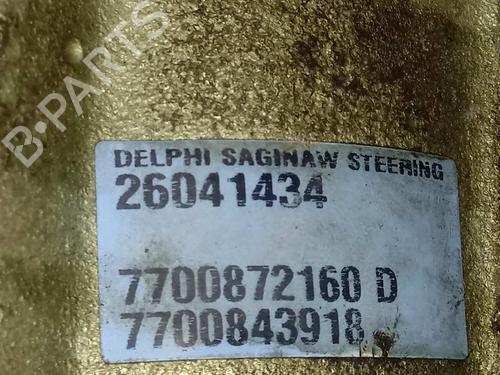 B-PARTS
DELPHI SAGINAW STEERING
26041434
7700872160 D
7700843918